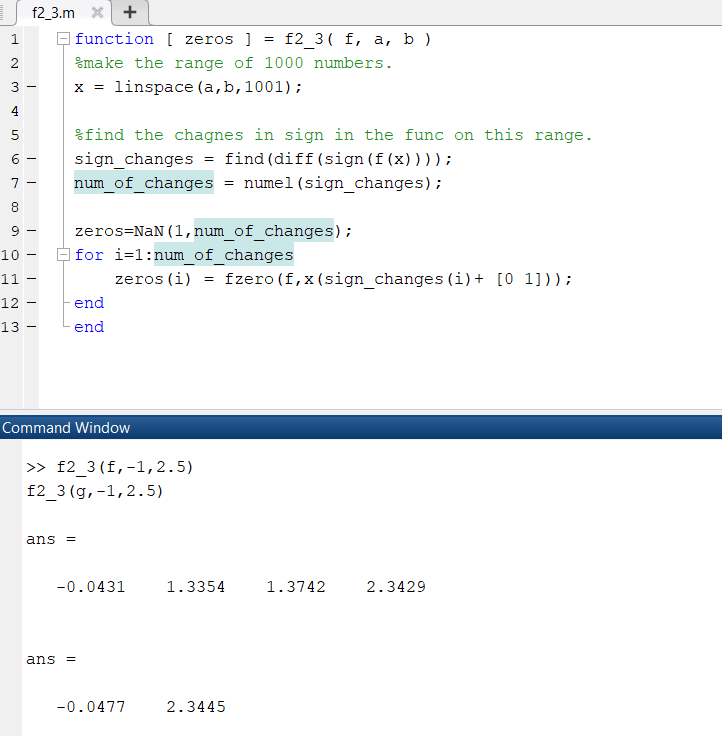 f2_3.m
1 function [ zeros ] = f2_3( f, a, b )
2 %make the range of 1000 numbers.
3 – x = linspace(a,b,1001);
4
5 %find the chagnes in sign in the func on this range.
6 – sign_changes = find(diff(sign(f(x))));
7 – num_of_changes = numel(sign_changes);
8
9 – zeros=NaN(1,num_of_changes);
10 – for i=1:num_of_changes
11 – zeros(i) = fzero(f,x(sign_changes(i)+ [0 1]));
12 – end
13 – end
Command Window
>> f2_3(f,-1,2.5)
f2_3(g,-1,2.5)
ans =
-0.0431 1.3354 1.3742 2.3429
ans =
-0.0477 2.3445